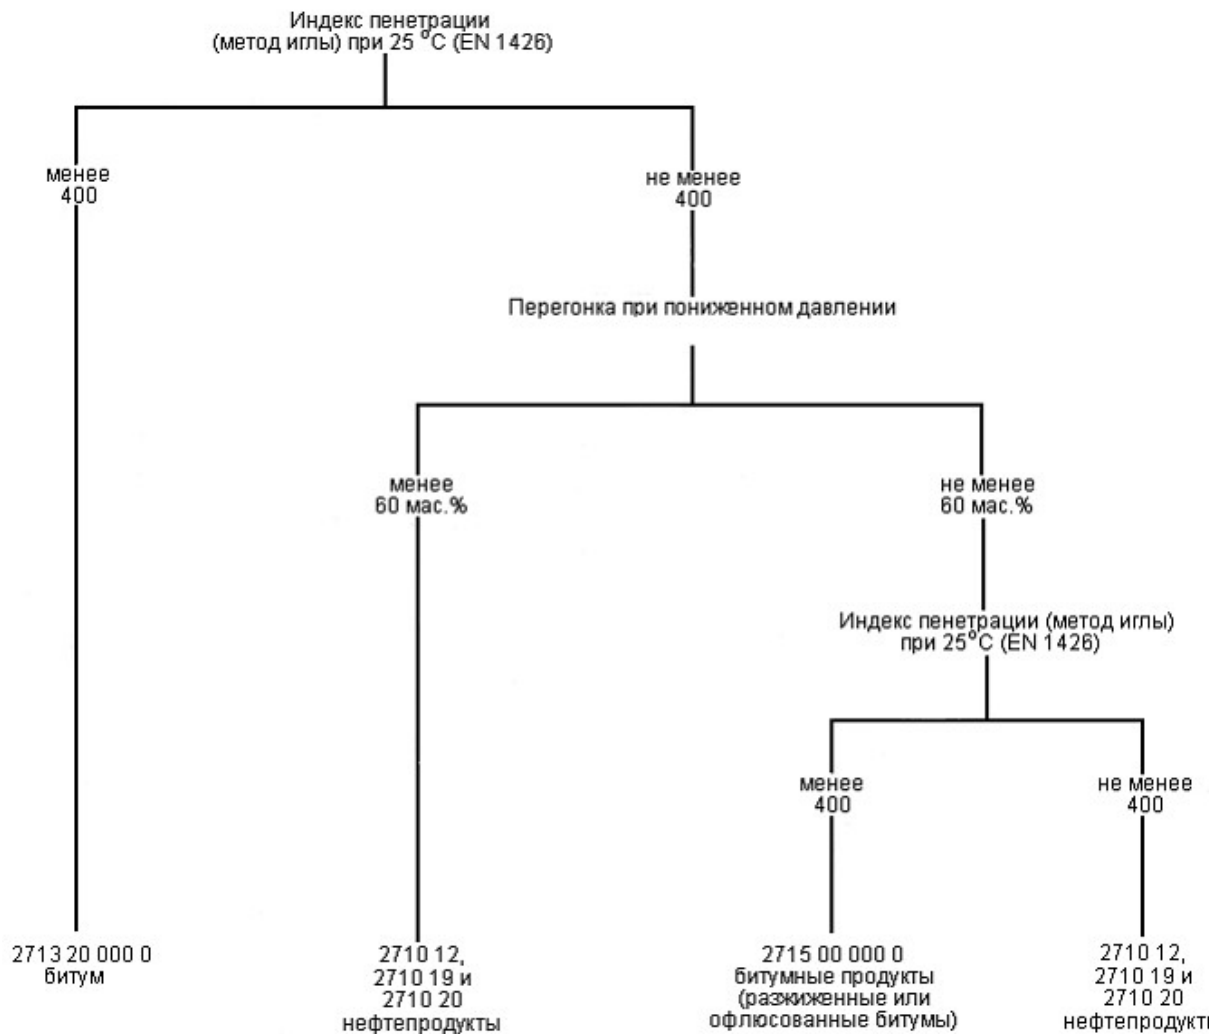 Индекс пенетрации
(метод иглы) при 25 °С (EN 1426)
менее
400
не менее
400
Перегонка при пониженном давлении
менее
60 мас.%
не менее
60 мас.%
Индекс пенетрации (метод иглы)
при 25°С (EN 1426)
менее
400
не менее
400
2713 20 000 0
битум
2710 12,
2710 19 и
2710 20
нефтепродукты
2715 00 000 0
битумные продукты
(разжиженные или
офлюсованные битумы)
2710 12,
2710 19 и
2710 20
нефтепродукты